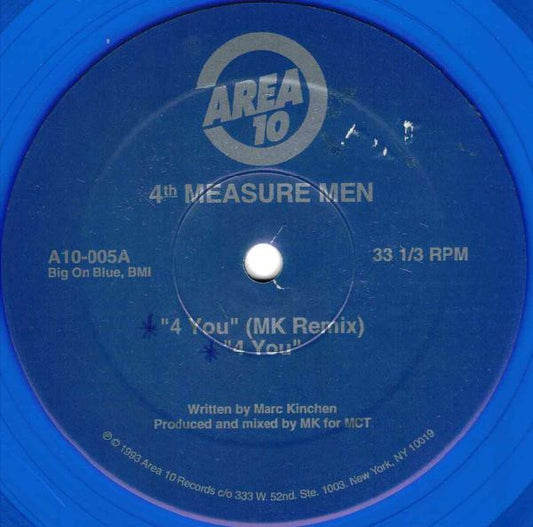 AREA
10
4th MEASURE MEN
A10-005A
Big On Blue, BMI
33 1/3 RPM
* "4 You" (MK Remix)
* "4 You"
Written by Marc Kinchen
Produced and mixed by MK for MCT
℗ © 1993 Area 10 Records c/o 333 W. 52nd. Ste. 1003. New York, NY 10019